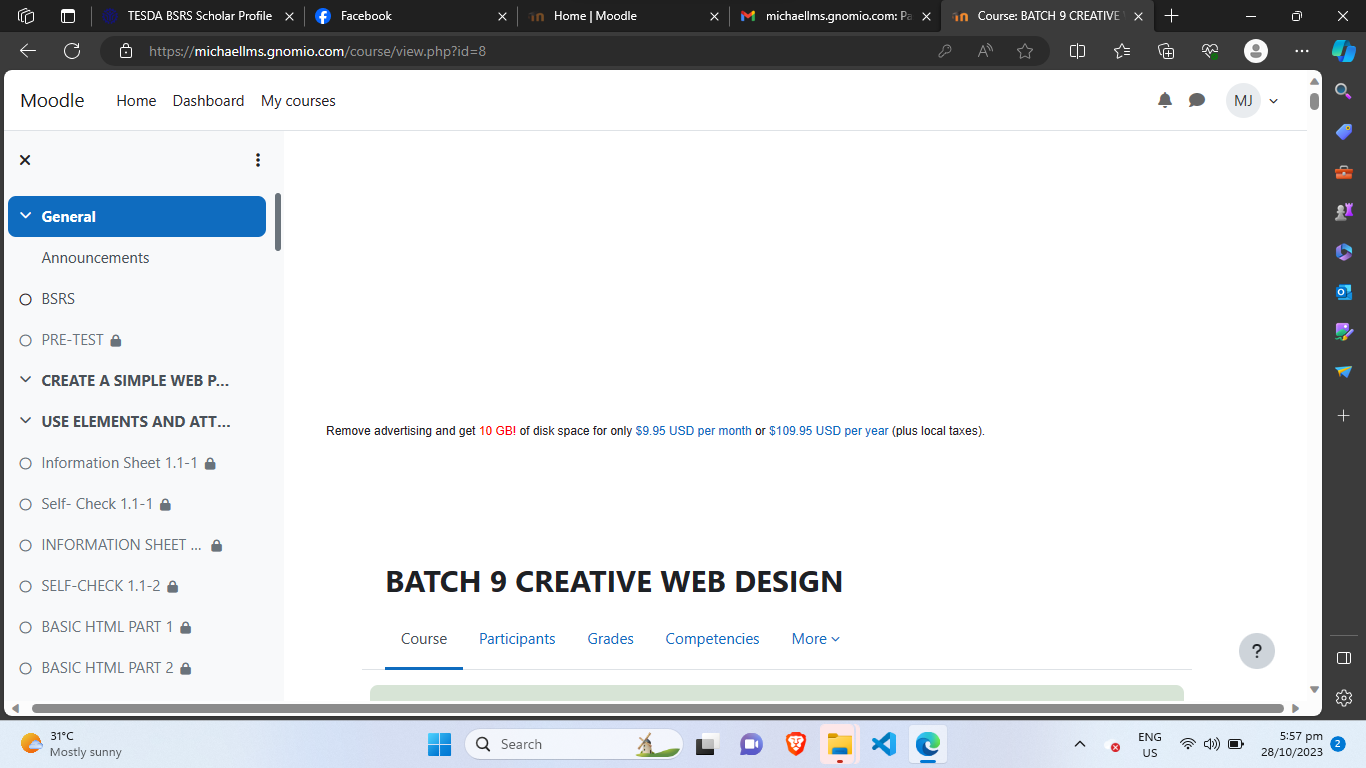 TESDA BSRS Scholar Profile
Facebook
Home | Moodle
michaellms.gnomio.com: Pa
Course: BATCH 9 CREATIVE
https://michaellms.gnomio.com/course/view.php?id=8
Moodle
Home
Dashboard
My courses
MJ
General
Announcements
BSRS
PRE-TEST
CREATE A SIMPLE WEB P...
USE ELEMENTS AND ATT...
Information Sheet 1.1-1
Self- Check 1.1-1
INFORMATION SHEET ...
SELF-CHECK 1.1-2
BASIC HTML PART 1
BASIC HTML PART 2
Remove advertising and get 10 GB! of disk space for only $9.95 USD per month or $109.95 USD per year (plus local taxes).
BATCH 9 CREATIVE WEB DESIGN
Course
Participants
Grades
Competencies
More
?
31°C
Mostly sunny
Search
ENG
US
5:57 pm
28/10/2023
2